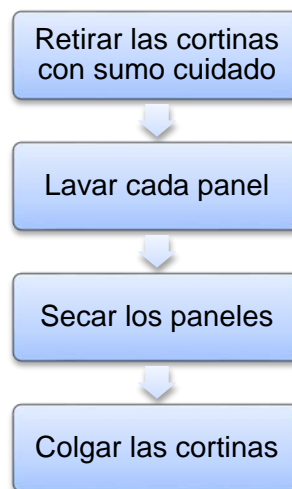 Retirar las cortinas
con sumo cuidado
Lavar cada panel
Secar los paneles
Colgar las cortinas